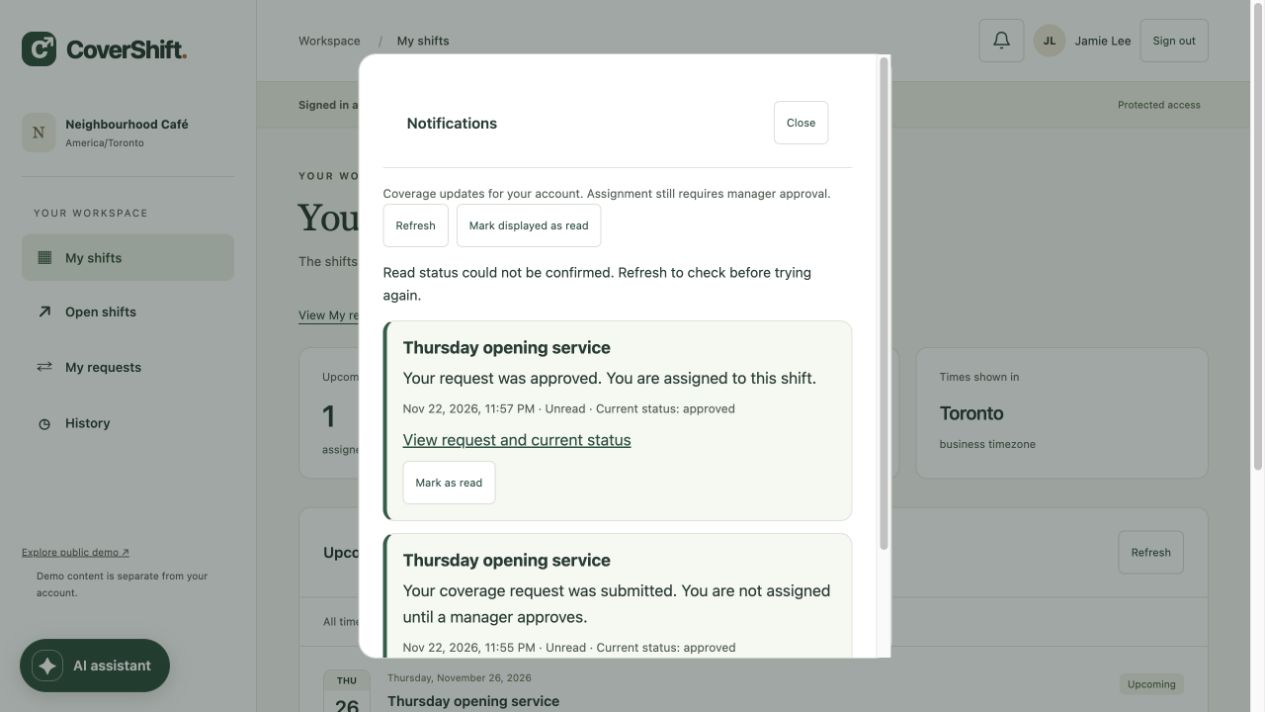 CoverShift.
Workspace / My shifts
JL Jamie Lee
Sign out
N
Neighbourhood Café
America/Toronto
Signed in a
Protected access
YOUR WORKSPACE
My shifts
Open shifts
My requests
History
Explore public demo ↗
Demo content is separate from your
account.
AI assistant
YOUR WO
You
The shifts
View My re
Upcom
1
assigne
Times shown in
Toronto
business timezone
Upco
Refresh
All time
THU
26
Thursday, November 26, 2026
Thursday opening service
Upcoming
Notifications
Close
Coverage updates for your account. Assignment still requires manager approval.
Refresh
Mark displayed as read
Read status could not be confirmed. Refresh to check before trying
again.
Thursday opening service
Your request was approved. You are assigned to this shift.
Nov 22, 2026, 11:57 PM · Unread · Current status: approved
View request and current status
Mark as read
Thursday opening service
Your coverage request was submitted. You are not assigned
until a manager approves.
Nov 22, 2026, 11:55 PM · Unread · Current status: approved